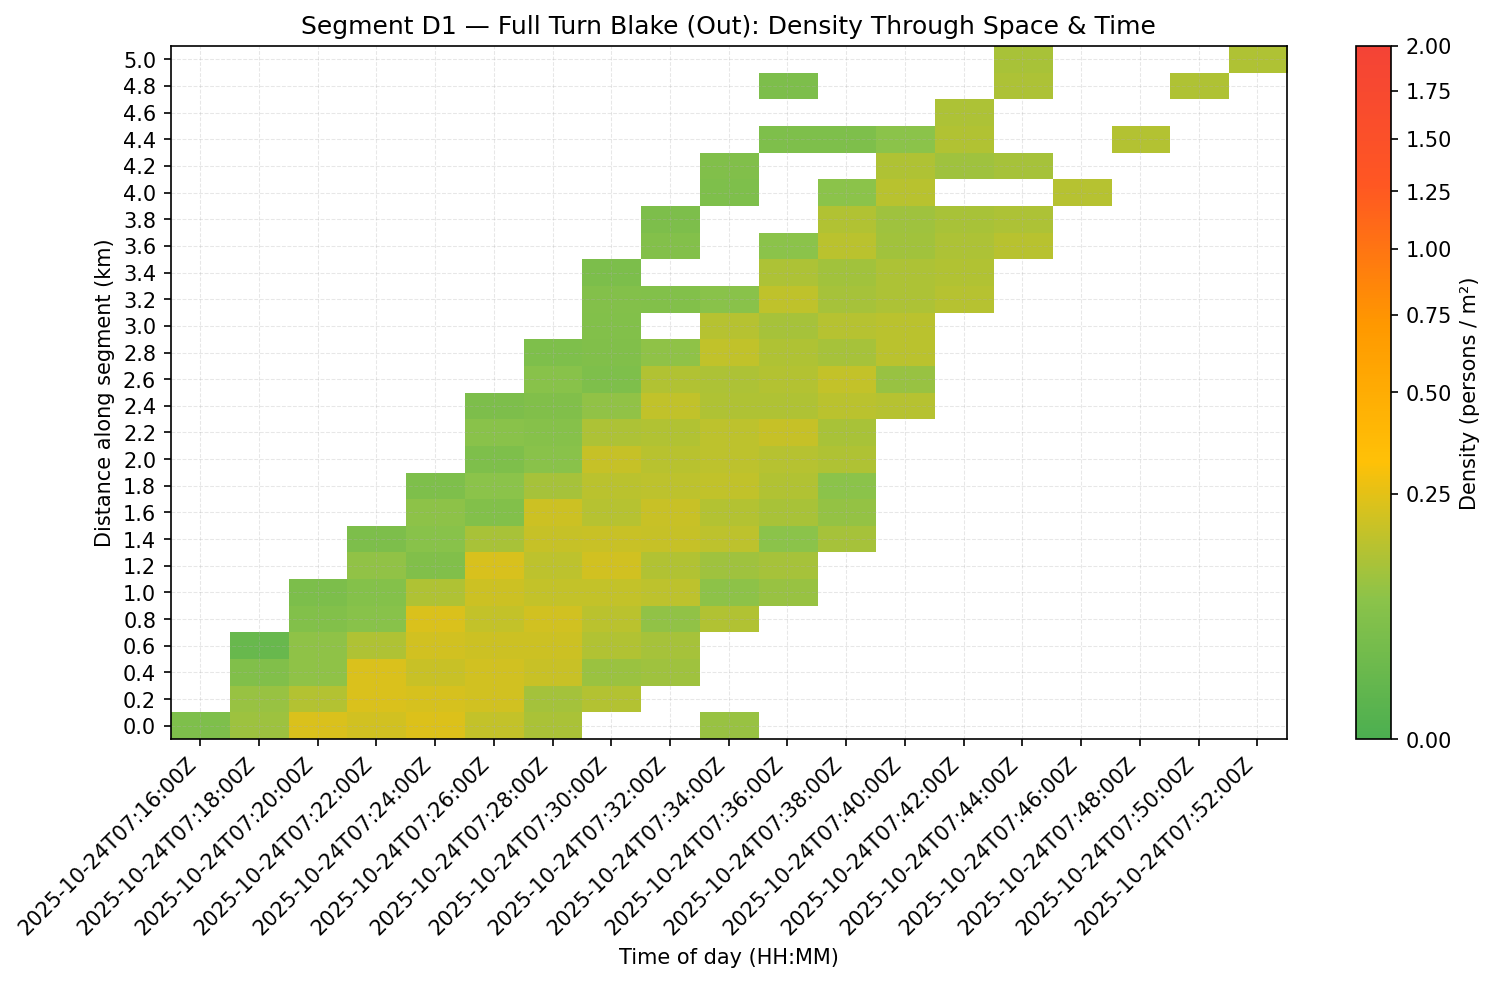 Segment D1 — Full Turn Blake (Out): Density Through Space & Time
Distance along segment (km)
5.0
4.8
4.6
4.4
4.2
4.0
3.8
3.6
3.4
3.2
3.0
2.8
2.6
2.4
2.2
2.0
1.8
1.6
1.4
1.2
1.0
0.8
0.6
0.4
0.2
0.0
2025-10-24T07:16:00Z
2025-10-24T07:18:00Z
2025-10-24T07:20:00Z
2025-10-24T07:22:00Z
2025-10-24T07:24:00Z
2025-10-24T07:26:00Z
2025-10-24T07:28:00Z
2025-10-24T07:30:00Z
2025-10-24T07:32:00Z
2025-10-24T07:34:00Z
2025-10-24T07:36:00Z
2025-10-24T07:38:00Z
2025-10-24T07:40:00Z
2025-10-24T07:42:00Z
2025-10-24T07:44:00Z
2025-10-24T07:46:00Z
2025-10-24T07:48:00Z
2025-10-24T07:50:00Z
2025-10-24T07:52:00Z
Time of day (HH:MM)
2.00
1.75
1.50
1.25
1.00
0.75
0.50
0.25
0.00
Density (persons / m²)